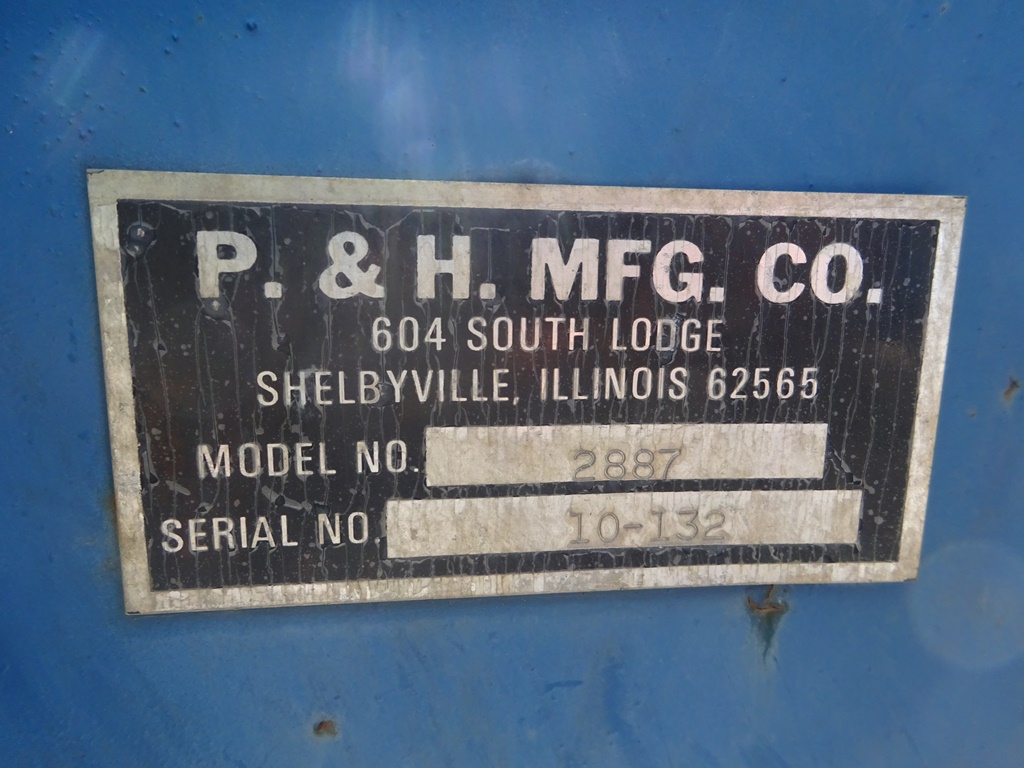 P. & H. MFG. CO.
604 SOUTH LODGE
SHELBYVILLE, ILLINOIS 62565
MODEL NO. 2887
SERIAL NO. 10-132